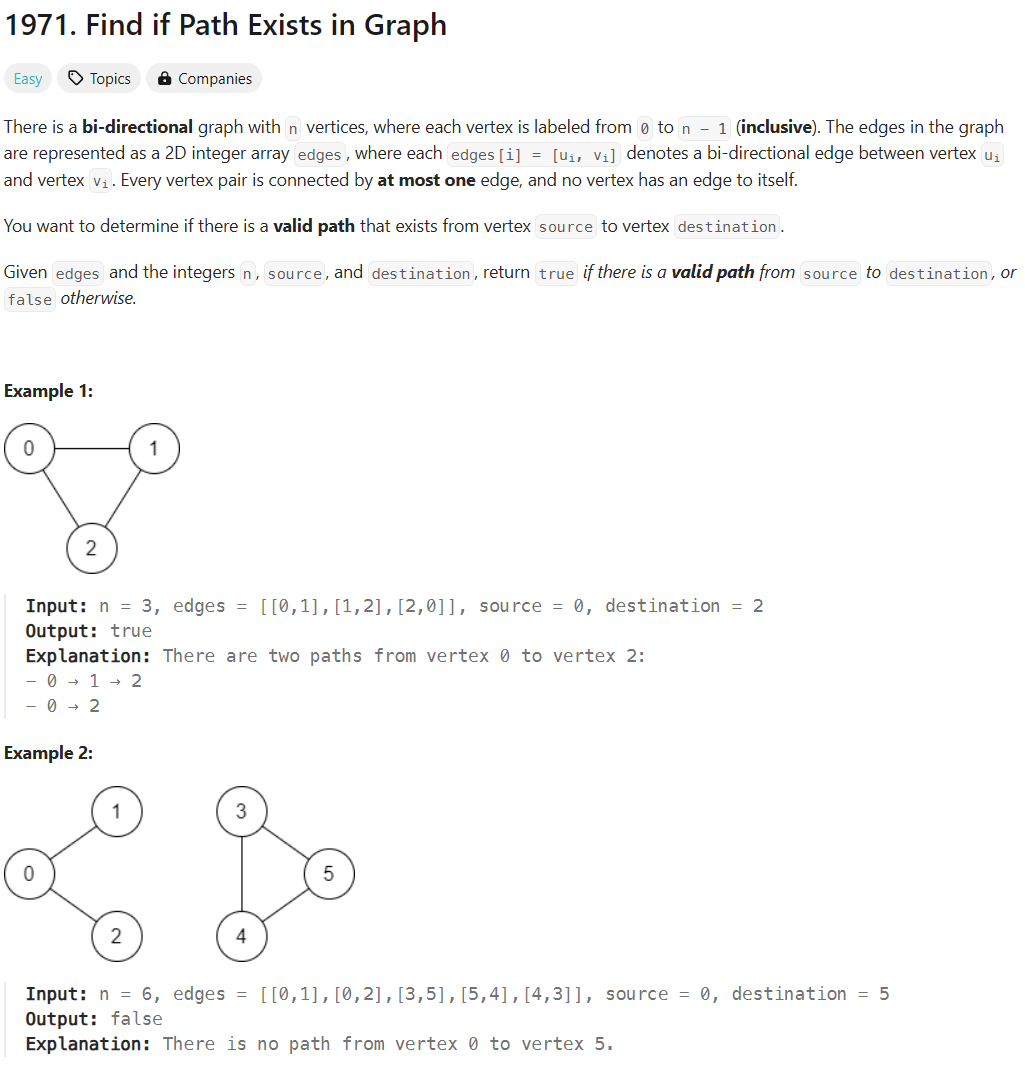 1971. Find if Path Exists in Graph
Easy Topics Companies
There is a bi-directional graph with n vertices, where each vertex is labeled from 0 to n - 1 (inclusive). The edges in the graph
are represented as a 2D integer array edges, where each edges[i] = [uᵢ, vᵢ] denotes a bi-directional edge between vertex uᵢ
and vertex vᵢ. Every vertex pair is connected by at most one edge, and no vertex has an edge to itself.
You want to determine if there is a valid path that exists from vertex source to vertex destination.
Given edges and the integers n, source, and destination, return true if there is a valid path from source to destination, or
false otherwise.
Example 1:
0 1
2
Input: n = 3, edges = [[0,1],[1,2],[2,0]], source = 0, destination = 2
Output: true
Explanation: There are two paths from vertex 0 to vertex 2:
- 0 → 1 → 2
- 0 → 2
Example 2:
1 3
0 5
2 4
Input: n = 6, edges = [[0,1],[0,2],[3,5],[5,4],[4,3]], source = 0, destination = 5
Output: false
Explanation: There is no path from vertex 0 to vertex 5.